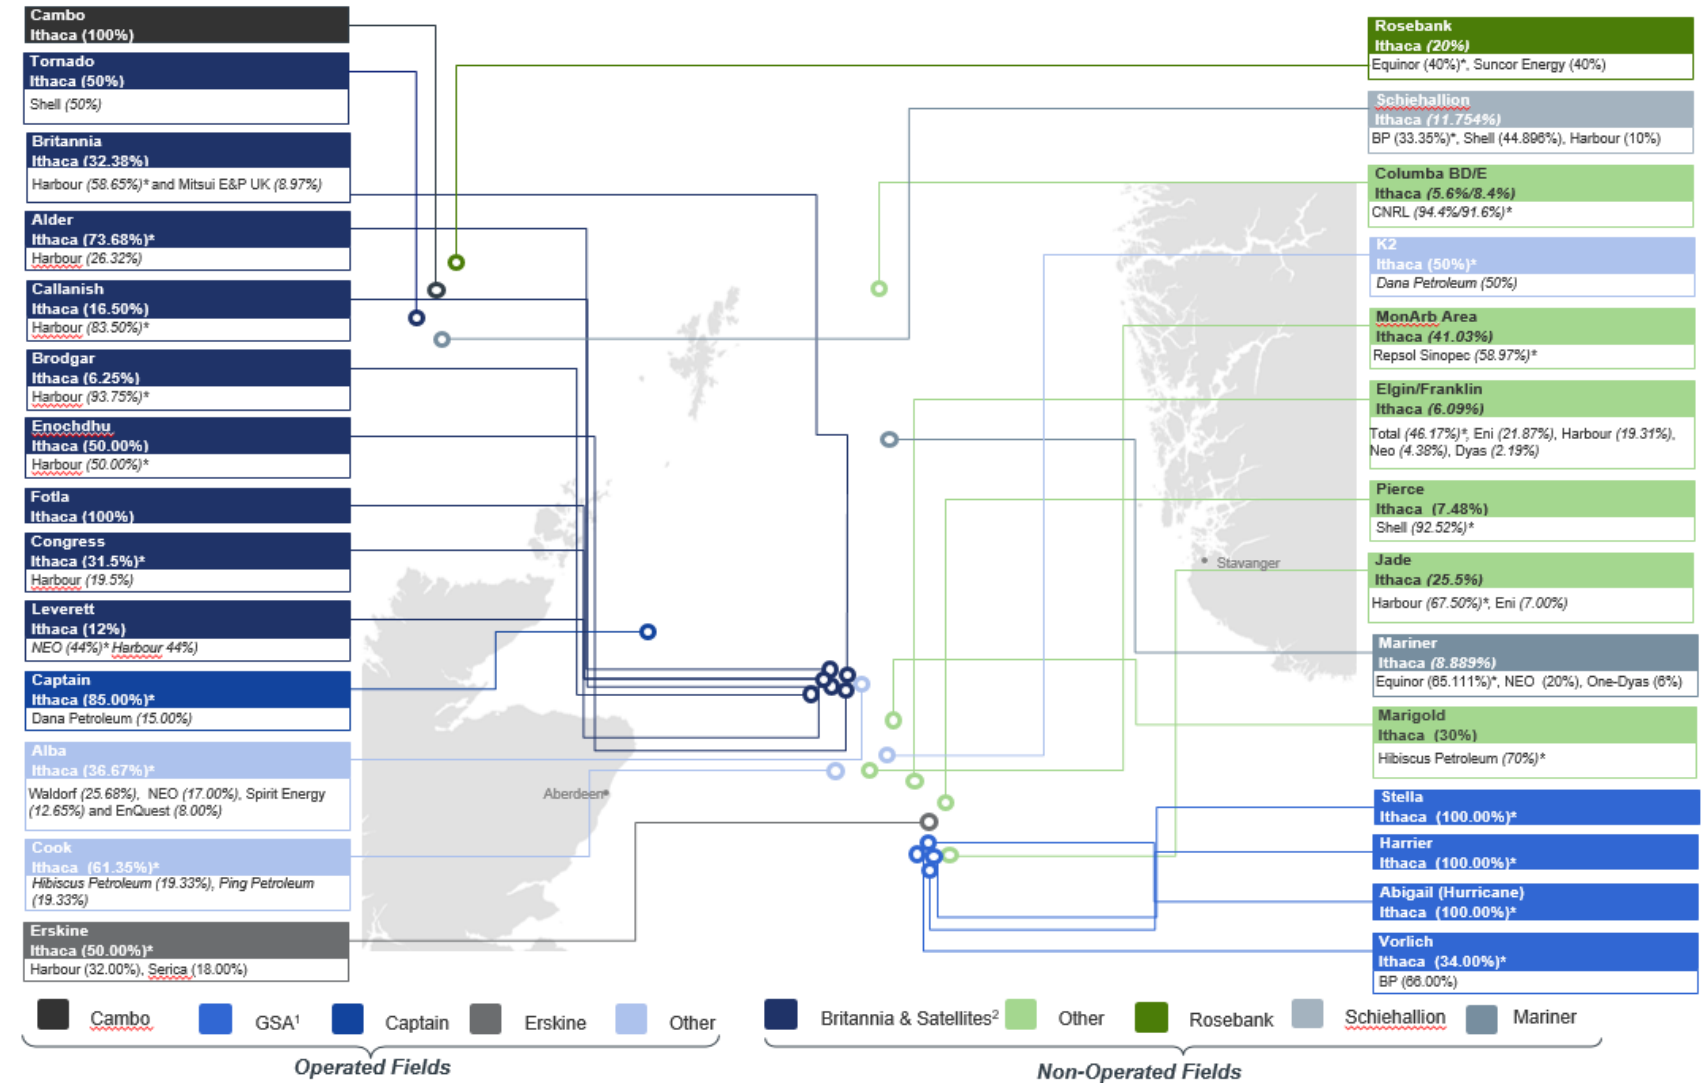 Cambo
Ithaca (100%)
Tornado
Ithaca (50%)
Shell (50%)
Britannia
Ithaca (32.38%)
Harbour (58.65%)* and Mitsui E&P UK (8.97%)
Alder
Ithaca (73.68%)*
Harbour (26.32%)
Callanish
Ithaca (16.50%)
Harbour (83.50%)*
Brodgar
Ithaca (6.25%)
Harbour (93.75%)*
Enochdhu
Ithaca (50.00%)
Harbour (50.00%)*
Fotla
Ithaca (100%)
Congress
Ithaca (31.5%)*
Harbour (19.5%)
Leverett
Ithaca (12%)
NEO (44%)* Harbour 44%)
Captain
Ithaca (85.00%)*
Dana Petroleum (15.00%)
Alba
Ithaca (36.67%)*
Waldorf (25.68%), NEO (17.00%), Spirit Energy
(12.65%) and EnQuest (8.00%)
Cook
Ithaca (61.35%)*
Hibiscus Petroleum (19.33%), Ping Petroleum
(19.33%)
Erskine
Ithaca (50.00%)*
Harbour (32.00%), Serica (18.00%)
Aberdeen
Stavanger
Rosebank
Ithaca (20%)
Equinor (40%)*, Suncor Energy (40%)
Schiehallion
Ithaca (11.754%)
BP (33.35%)*, Shell (44.896%), Harbour (10%)
Columba BD/E
Ithaca (5.6%/8.4%)
CNRL (94.4%/91.6%)*
K2
Ithaca (50%)*
Dana Petroleum (50%)
MonArb Area
Ithaca (41.03%)
Repsol Sinopec (58.97%)*
Elgin/Franklin
Ithaca (6.09%)
Total (46.17%)*, Eni (21.87%), Harbour (19.31%),
Neo (4.38%), Dyas (2.19%)
Pierce
Ithaca (7.48%)
Shell (92.52%)*
Jade
Ithaca (25.5%)
Harbour (67.50%)*, Eni (7.00%)
Mariner
Ithaca (8.889%)
Equinor (65.111%)*, NEO (20%), One-Dyas (6%)
Marigold
Ithaca (30%)
Hibiscus Petroleum (70%)*
Stella
Ithaca (100.00%)*
Harrier
Ithaca (100.00%)*
Abigail (Hurricane)
Ithaca (100.00%)*
Vorlich
Ithaca (34.00%)*
BP (66.00%)
Cambo
GSA¹
Captain
Erskine
Other
Britannia & Satellites²
Other
Rosebank
Schiehallion
Mariner
Operated Fields
Non-Operated Fields